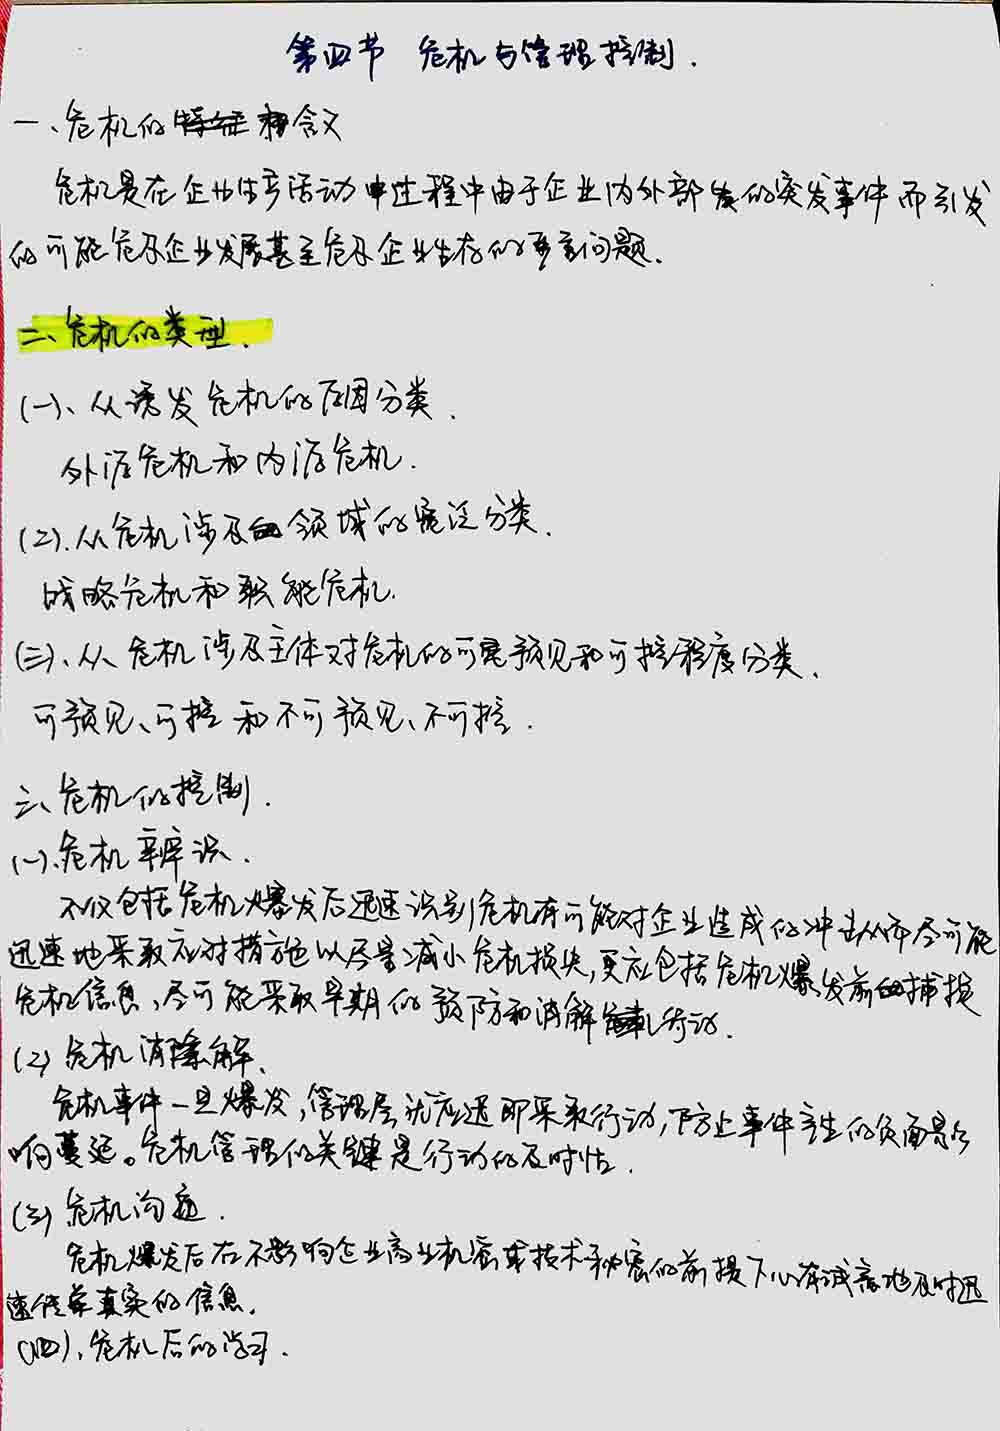 第四节 危机与管理控制.
一、危机的含义
危机是在企业生产活动过程中由于企业内外部的突发事件而引发
的可能危及企业发展甚至危及企业生存的严重问题.
二、危机的类型.
(一)、从诱发危机的原因分类.
外源危机和内源危机.
(2).从危机涉及领域的宽泛分类.
战略危机和职能危机.
(三)、从危机涉及主体对危机的可预见和可控程度分类.
可预见、可控和不可预见、不可控.
三、危机的控制.
(一).危机辨识.
不仅包括危机爆发后迅速识别危机有可能对企业造成的冲击从而尽可能
迅速地采取应对措施以尽量减小危机损失,更应包括危机爆发前的捕捉
危机信息,尽可能采取早期的预防和消解行动.
(2)危机消解.
危机事件一旦爆发,管理层就应迅即采取行动,防止事件产生的负面影
响蔓延。危机管理的关键是行动的及时性.
(3)危机沟通.
危机爆发后在不影响企业商业机密或技术秘密的前提下心有诚意地及时迅
速传单真实的信息.
(四)、危机后的学习.